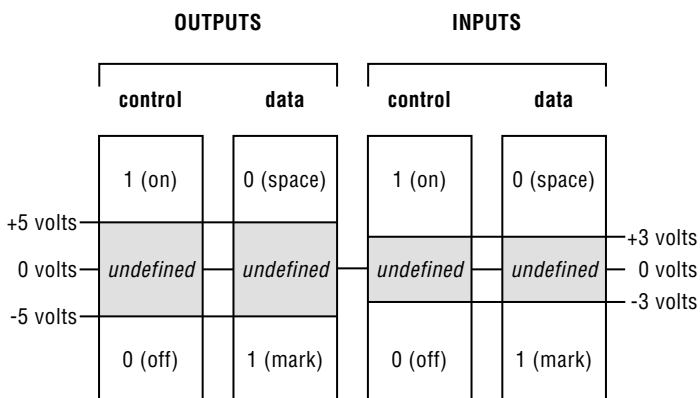 OUTPUTS INPUTS
control data control data
1 (on) 0 (space) 1 (on) 0 (space)
+5 volts
+3 volts
0 volts undefined undefined undefined undefined 0 volts
-3 volts
-5 volts
0 (off) 1 (mark) 0 (off) 1 (mark)